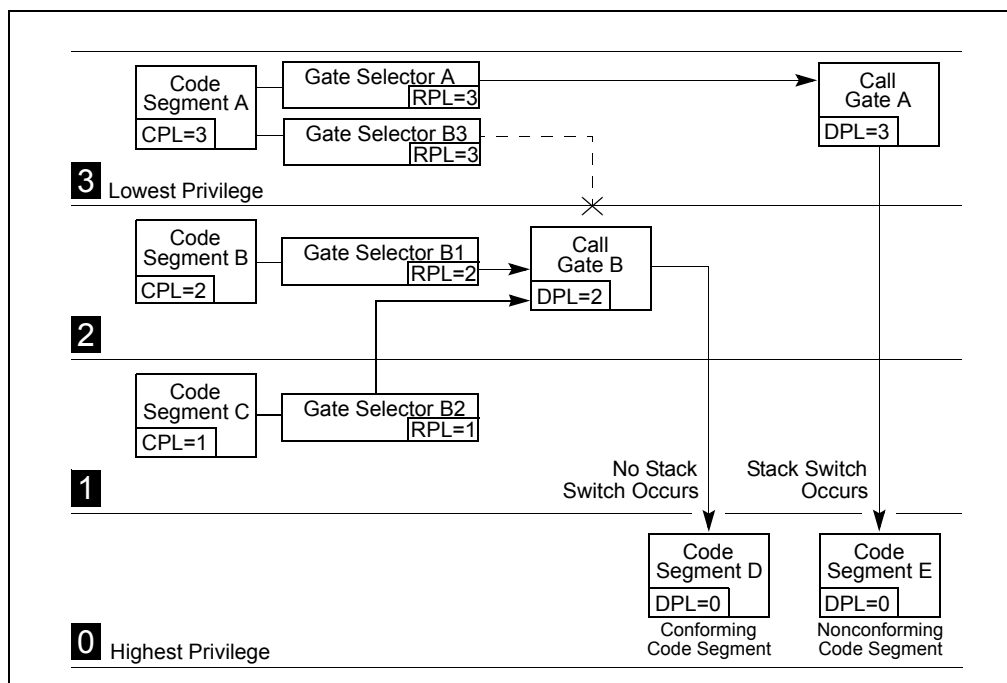 Code
Segment A
CPL=3
Gate Selector A
RPL=3
Gate Selector B3
RPL=3
Call
Gate A
DPL=3
3 Lowest Privilege
Code
Segment B
CPL=2
Gate Selector B1
RPL=2
Call
Gate B
DPL=2
2
Code
Segment C
CPL=1
Gate Selector B2
RPL=1
No Stack
Switch Occurs
Stack Switch
Occurs
1
Code
Segment D
DPL=0
Conforming
Code Segment
Code
Segment E
DPL=0
Nonconforming
Code Segment
0 Highest Privilege